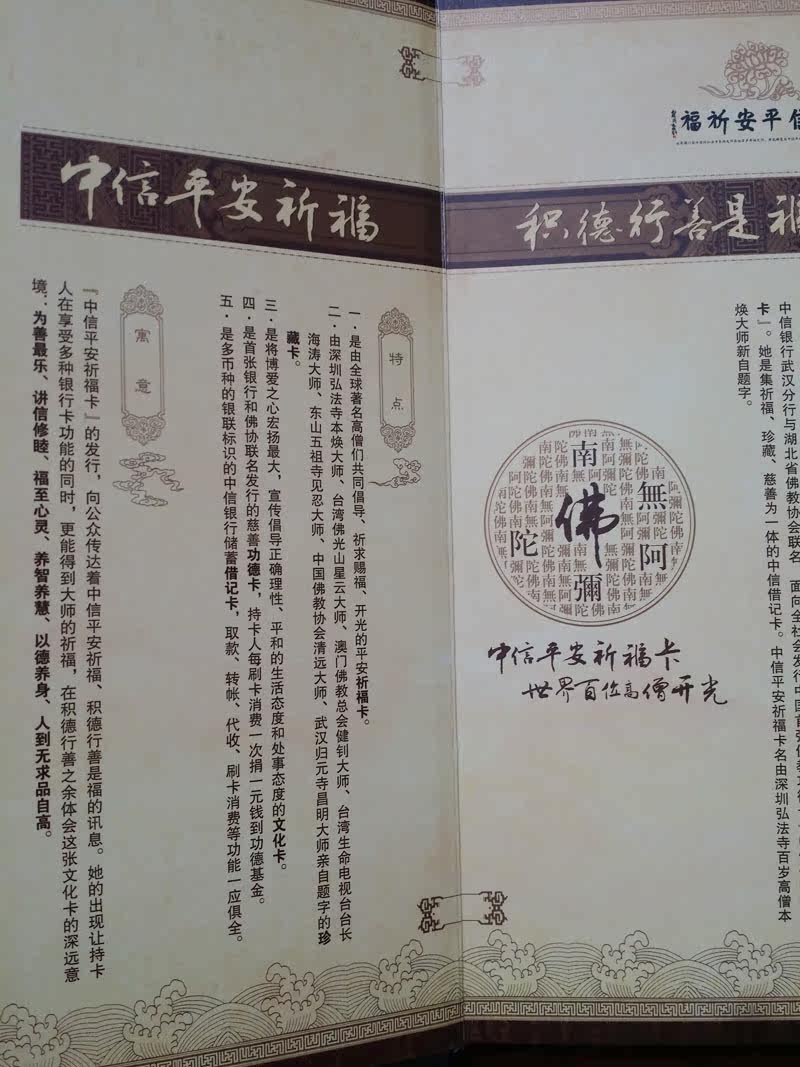 中信平安祈福
特点
一·是由全球著名高僧们共同倡导、祈求赐福、开光的平安祈福卡。
二·由深圳弘法寺本焕大师、台湾佛光山星云大师、澳门佛教总会健钊大师、台湾生命电视台台长
海涛大师、东山五祖寺见忍大师、中国佛教协会清远大师、武汉归元寺昌明大师亲自题字的珍
藏卡。
三·是将博爱之心宏扬最大，宣传倡导正确理性、平和的生活态度和处事态度的文化卡。
四·是首张银行和佛协联名发行的慈善功德卡，持卡人每刷卡消费一次捐一元钱到功德基金。
五·是多币种的银联标识的中信银行储蓄借记卡，取款、转帐、代收、刷卡消费等功能一应俱全。
寓意
『中信平安祈福卡』的发行，向公众传达着中信平安祈福、积德行善是福的讯息。她的出现让持卡
人在享受多种银行卡功能的同时，更能得到大师的祈福，在积德行善之余体会这张文化卡的深远意
境：为善最乐、讲信修睦、福至心灵、养智养慧、以德养身、人到无求品自高。
福祈安平信
积德行善是福
中信银行武汉分行与湖北省佛教协会联名
卡』。她是集祈福、珍藏、慈善为一体的中信借记卡。中信平安祈福卡名由深圳弘法寺百岁高僧本
焕大师新自题字。
佛
南無阿彌陀
中信平安祈福卡
世界百位高僧开光